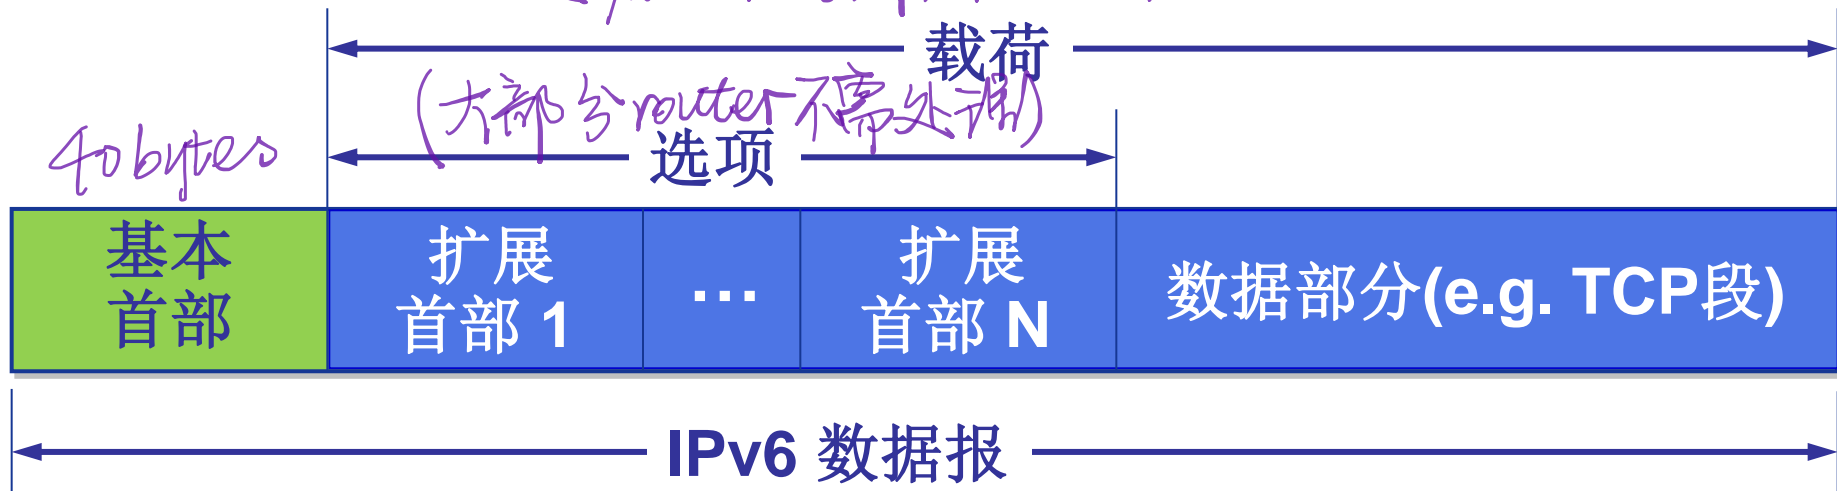 载荷
(大部分router不需处理)
40 bytes
选项
基本
首部
扩展
首部 1
...
扩展
首部 N
数据部分(e.g. TCP段)
IPv6 数据报